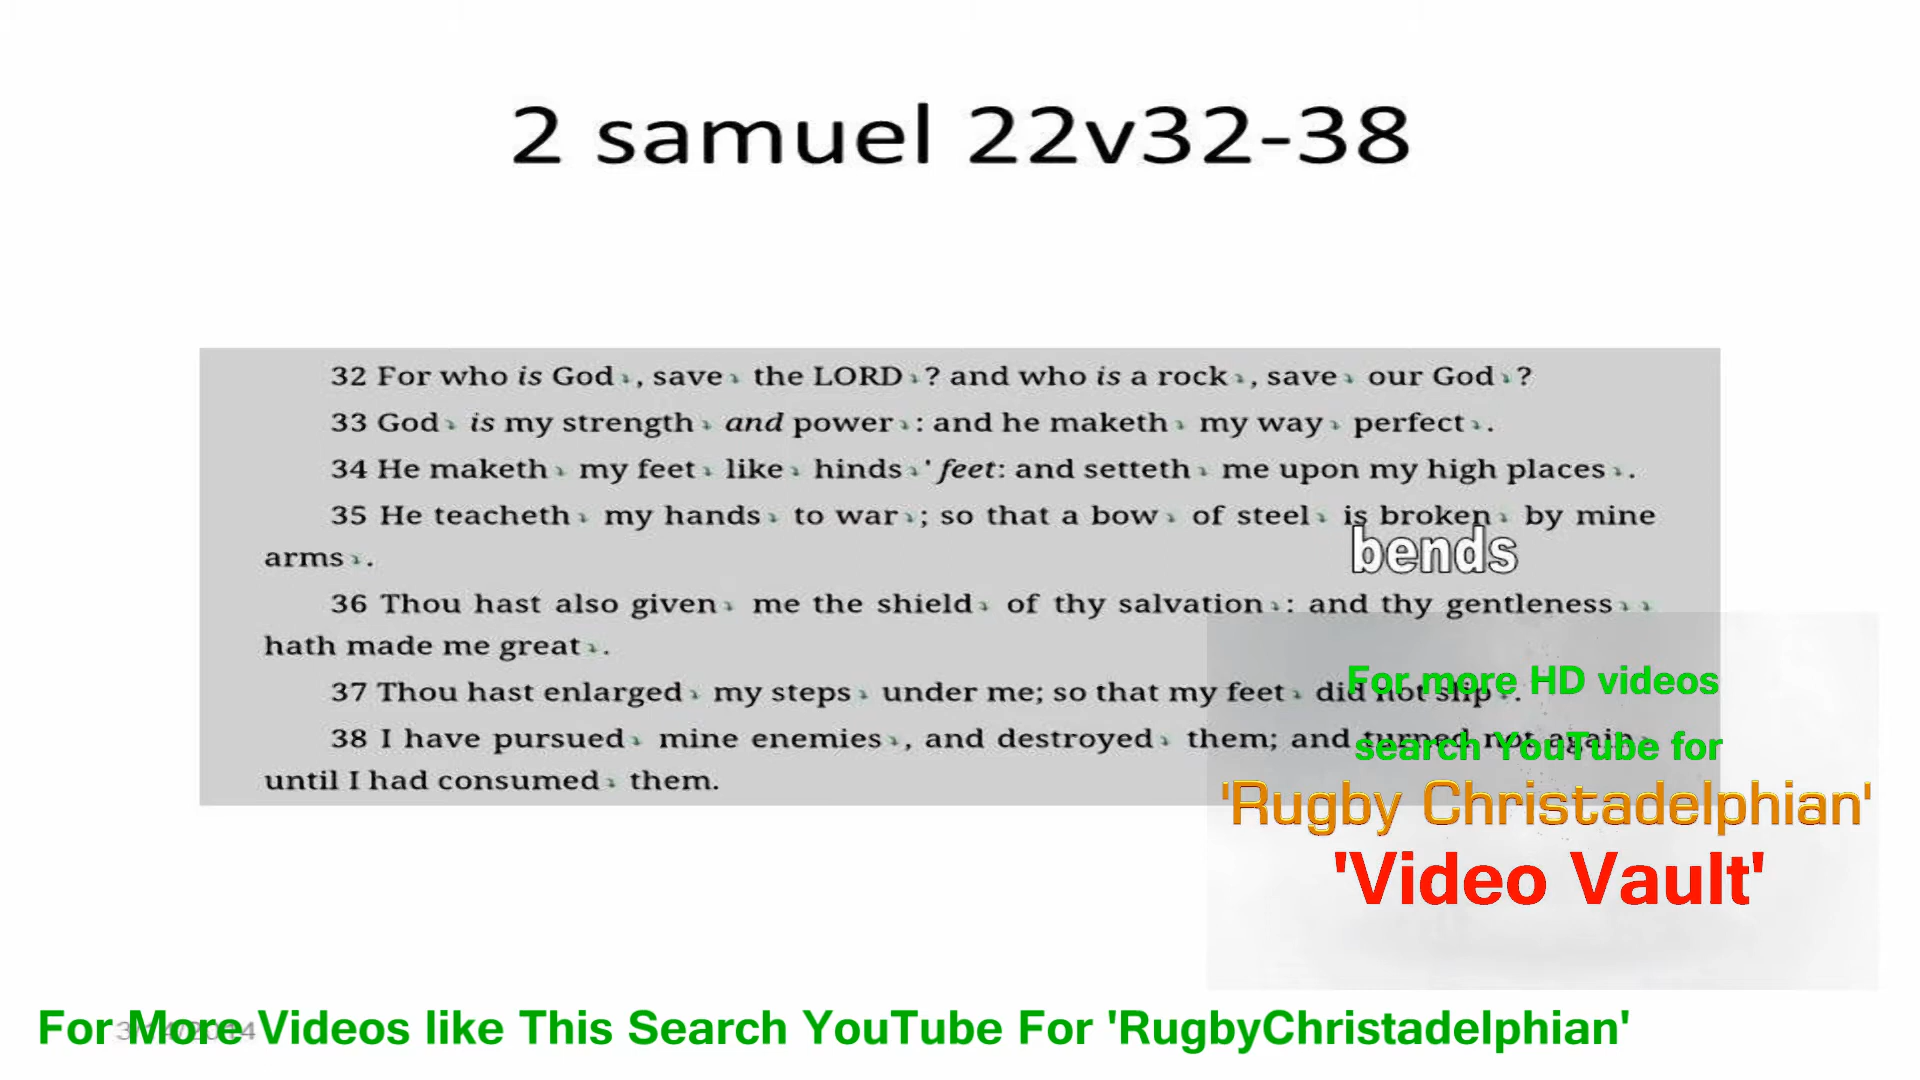 2 samuel 22v32-38
32 For who is God, save the LORD? and who is a rock, save our God?
33 God is my strength and power: and he maketh my way perfect.
34 He maketh my feet like hinds' feet: and setteth me upon my high places.
35 He teacheth my hands to war; so that a bow of steel is broken by mine
arms.
bends
36 Thou hast also given me the shield of thy salvation: and thy gentleness
hath made me great.
37 Thou hast enlarged my steps under me; so that my feet did not slip.
38 I have pursued mine enemies, and destroyed them; and turned not again
until I had consumed them.
For more HD videos
search YouTube for
'Rugby Christadelphian'
'Video Vault'
For More Videos like This Search YouTube For 'RugbyChristadelphian'